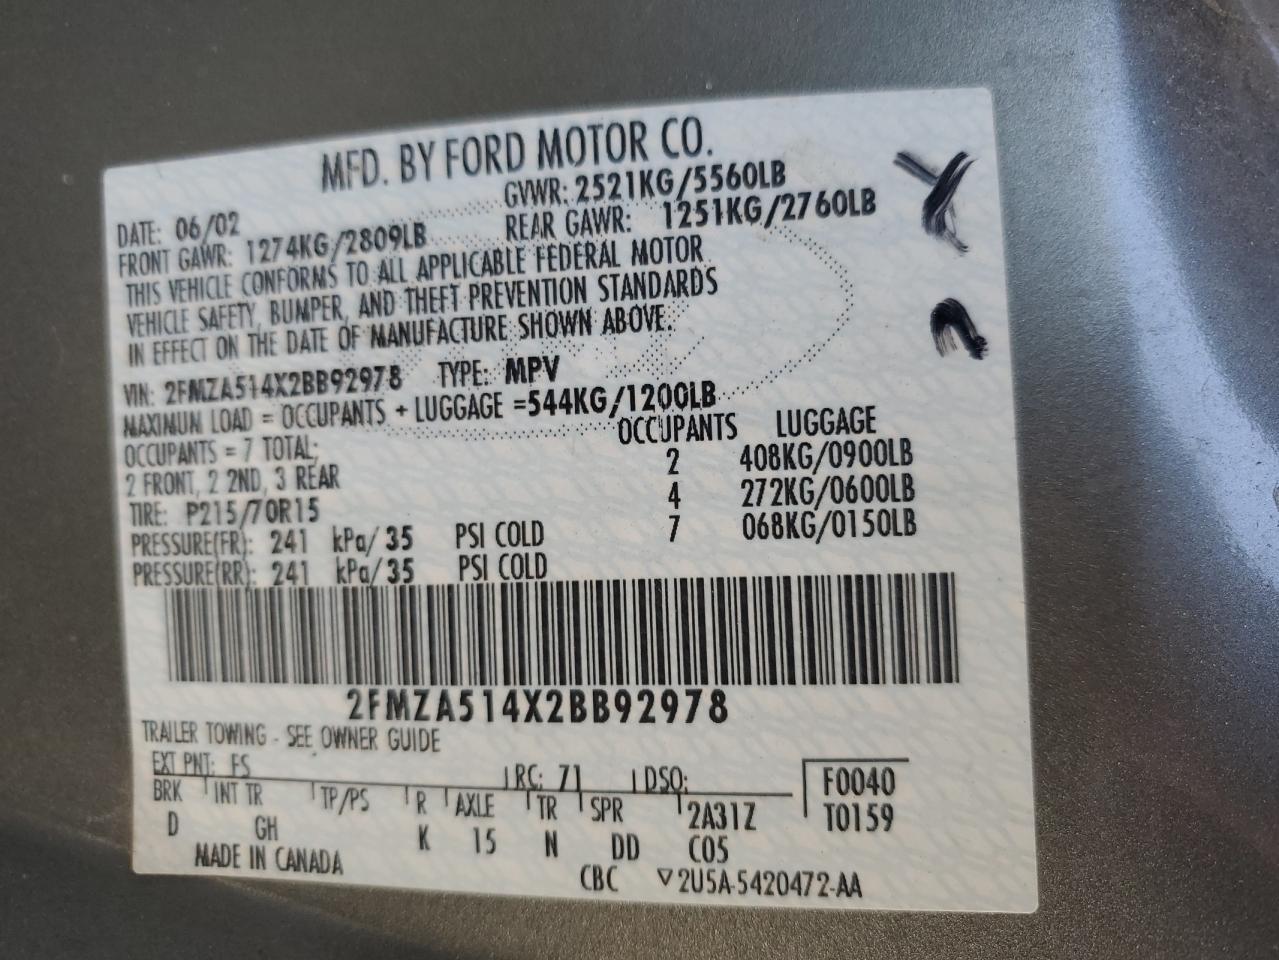 MFD. BY FORD MOTOR CO.
DATE: 06/02 GVWR: 2521KG/5560LB
FRONT GAWR: 1274KG/2809LB REAR GAWR: 1251KG/2760LB
THIS VEHICLE CONFORMS TO ALL APPLICABLE FEDERAL MOTOR
VEHICLE SAFETY, BUMPER, AND THEFT PREVENTION STANDARDS
IN EFFECT ON THE DATE OF MANUFACTURE SHOWN ABOVE.
VIN: 2FMZA514X2BB92978 TYPE: MPV
MAXIMUM LOAD = OCCUPANTS + LUGGAGE =544KG/1200LB
OCCUPANTS = 7 TOTAL; OCCUPANTS LUGGAGE
2 FRONT, 2 2ND, 3 REAR 2 408KG/0900LB
TIRE: P215/70R15 4 272KG/0600LB
PRESSURE(FR): 241 kPa/ 35 PSI COLD 7 068KG/0150LB
PRESSURE(RR): 241 kPa/ 35 PSI COLD
2FMZA514X2BB92978
TRAILER TOWING - SEE OWNER GUIDE
EXT PNT: FS RC: 71 DSO: F0040
BRK INT TR TP/PS R AXLE TR SPR 2A31Z T0159
D GH K 15 N DD C05
MADE IN CANADA CBC ▽2U5A-5420472-AA